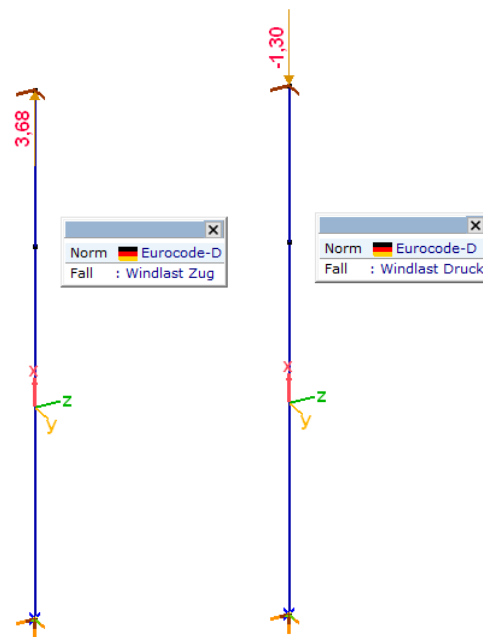 3,68
Norm Eurocode-D
Fall : Windlast Zug
x
z
y
-1,30
Norm Eurocode-D
Fall : Windlast Druck
x
z
y